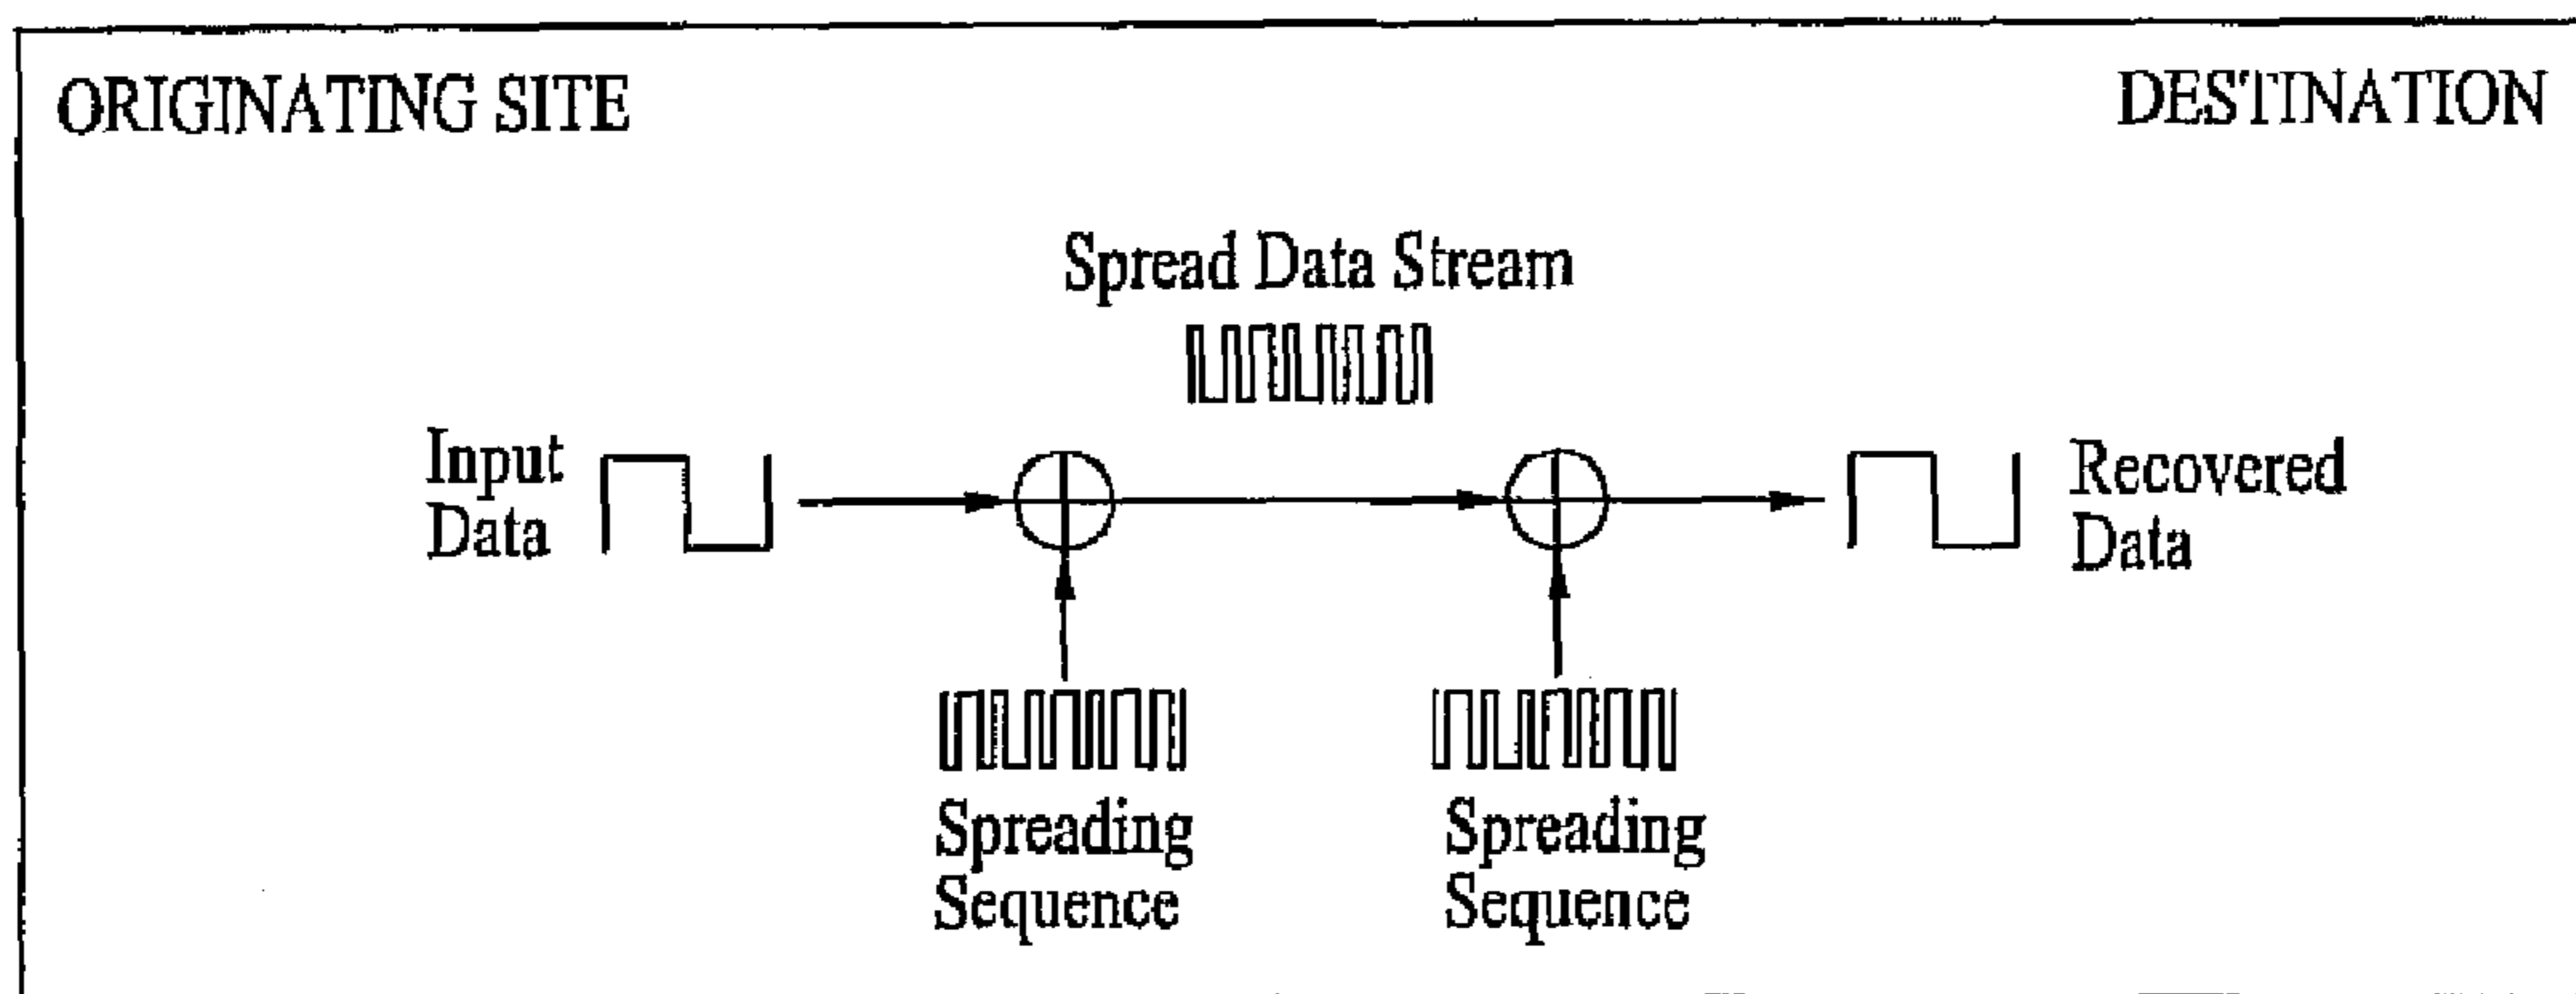 ORIGINATING SITE
DESTINATION
Spread Data Stream
Input
Data
Recovered
Data
Spreading
Sequence
Spreading
Sequence